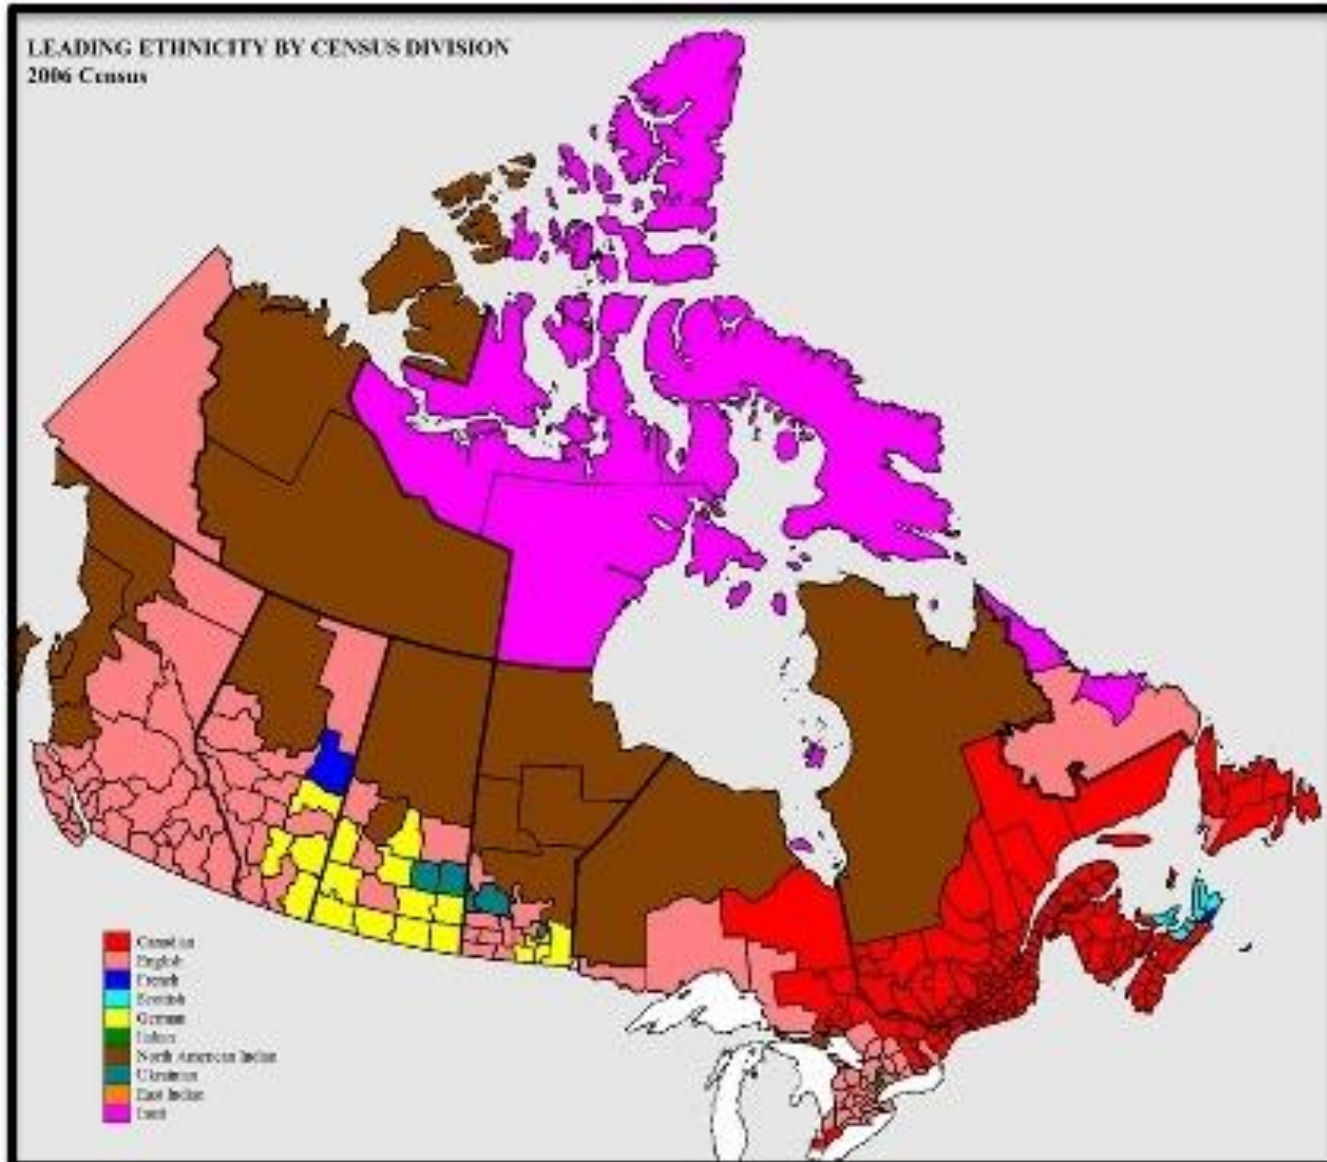 LEADING ETHNICITY BY CENSUS DIVISION
2006 Census
Canadian
English
French
Scottish
German
Italian
North American Indian
Ukrainian
East Indian
Inuit